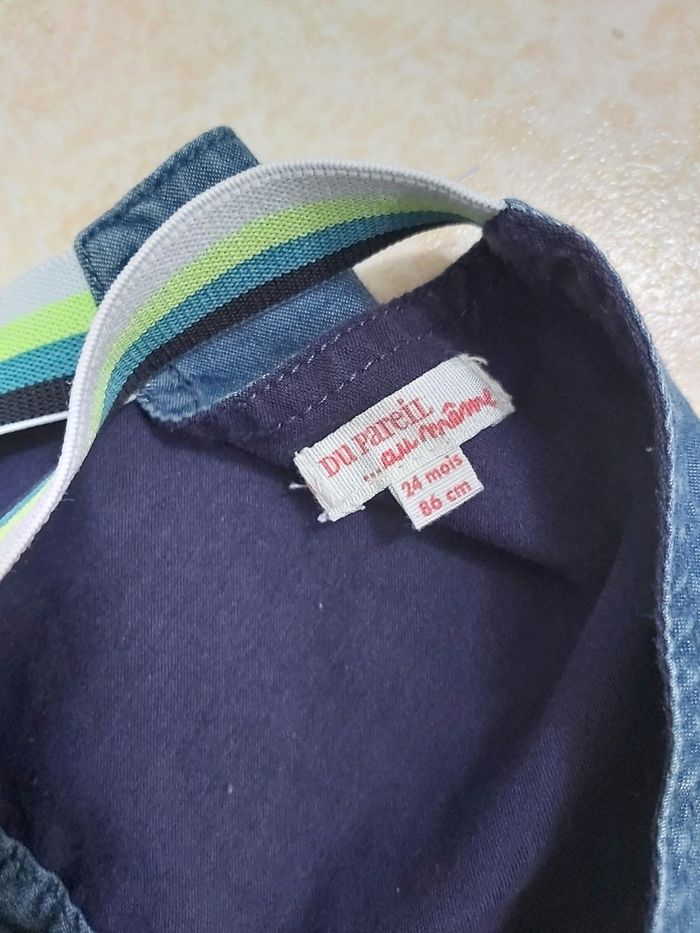 DU PAREIL
...au même
24 mois
86 cm